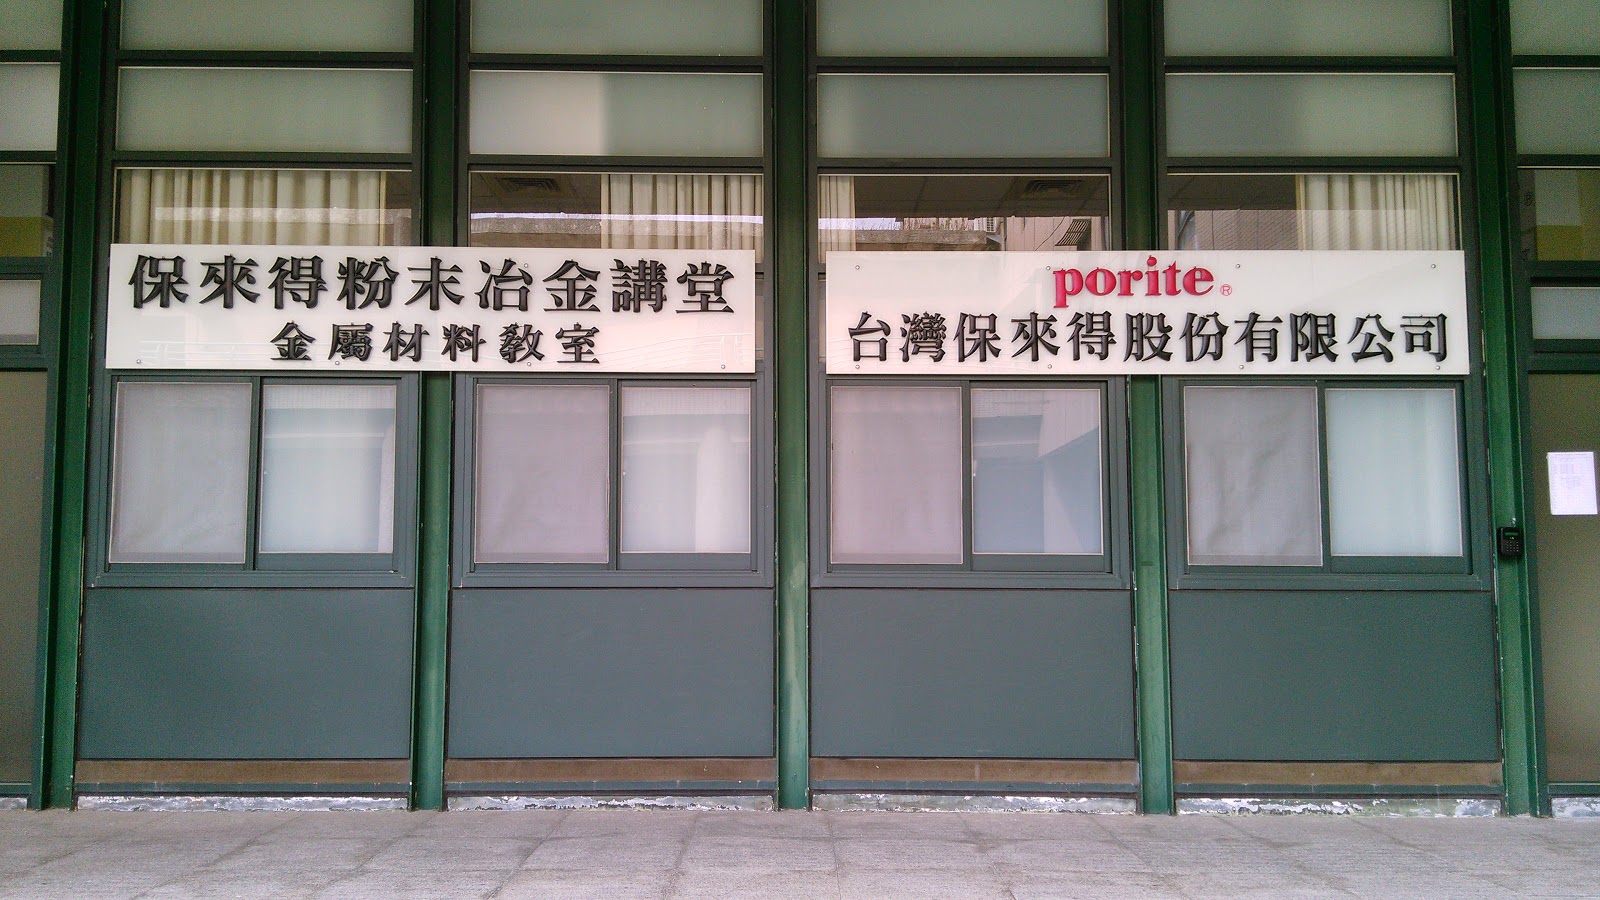 保來得粉末冶金講堂
金屬材料教室
porite®
台灣保來得股份有限公司